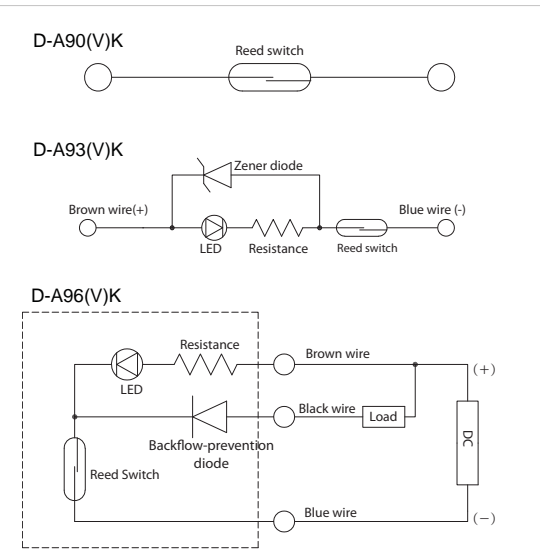 D-A90(V)K
Reed switch
D-A93(V)K
Zener diode
Brown wire(+)
Blue wire (-)
LED
Resistance
Reed switch
D-A96(V)K
Resistance
Brown wire
(+)
LED
Black wire
Load
DC
Backflow-prevention
diode
Reed Switch
Blue wire
(−)